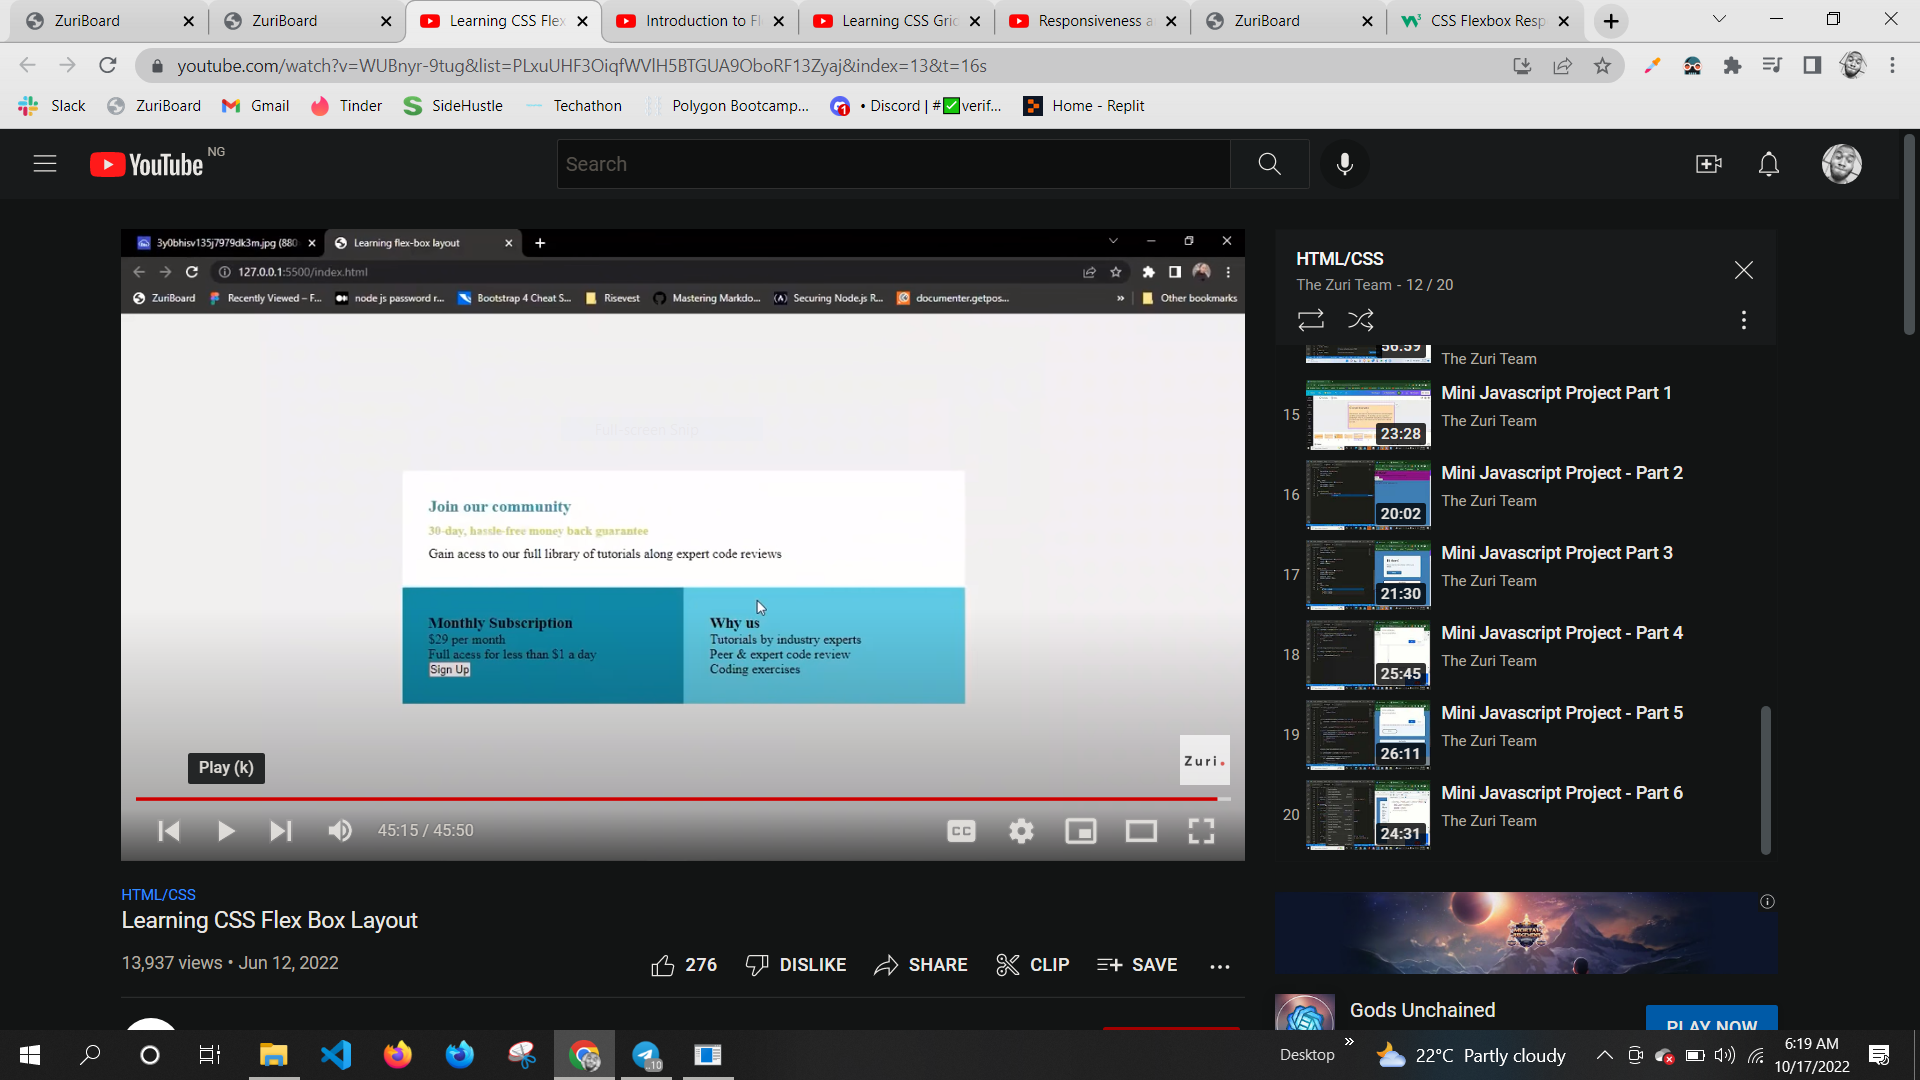 ZuriBoard
ZuriBoard
Learning CSS Flex
Introduction to Fl
Learning CSS Gri
Responsiveness a
ZuriBoard
CSS Flexbox Resp
youtube.com/watch?v=WUBnyr-9tug&list=PLxuUHF3OiqfWVlH5BTGUA9OboRF13Zyaj&index=13&t=16s
Slack
ZuriBoard
Gmail
Tinder
SideHustle
Techathon
Polygon Bootcamp...
• Discord | #✅verif...
Home - Replit
YouTube NG
Search
3y0bhisv135j7979dk3m.jpg (880
Learning flex-box layout
127.0.0.1:5500/index.html
ZuriBoard
Recently Viewed – F...
node js password r...
Bootstrap 4 Cheat S...
Risevest
Mastering Markdo...
Securing Node.js R...
documenter.getpos...
»
Other bookmarks
Full-screen Snip
Join our community
30-day, hassle-free money back guarantee
Gain acess to our full library of tutorials along expert code reviews
Monthly Subscription
$29 per month
Full acess for less than $1 a day
Sign Up
Why us
Tutorials by industry experts
Peer & expert code review
Coding exercises
Zuri.
Play (k)
45:15 / 45:50
CC
HTML/CSS
Learning CSS Flex Box Layout
13,937 views • Jun 12, 2022
276
DISLIKE
SHARE
CLIP
SAVE
HTML/CSS
The Zuri Team - 12 / 20
56:59
The Zuri Team
15
23:28
Mini Javascript Project Part 1
The Zuri Team
16
20:02
Mini Javascript Project - Part 2
The Zuri Team
17
21:30
Mini Javascript Project Part 3
The Zuri Team
18
25:45
Mini Javascript Project - Part 4
The Zuri Team
19
26:11
Mini Javascript Project - Part 5
The Zuri Team
20
24:31
Mini Javascript Project - Part 6
The Zuri Team
Gods Unchained
PLAY NOW
10
Desktop
»
22°C Partly cloudy
6:19 AM
10/17/2022